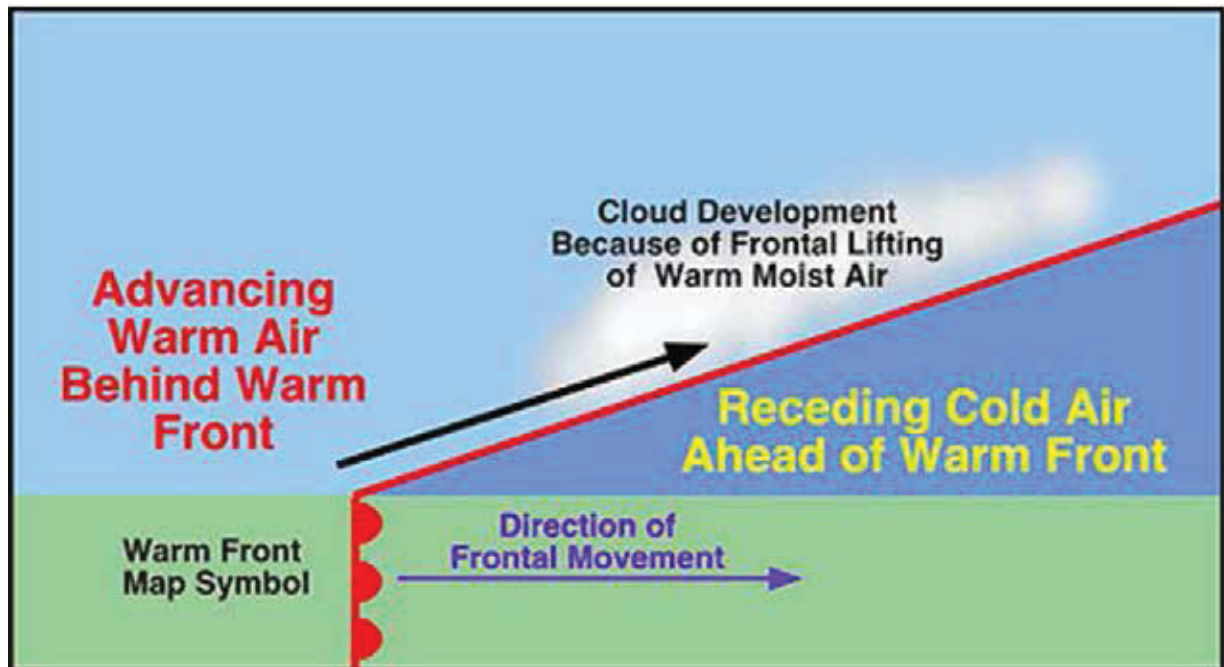 Cloud Development
Because of Frontal Lifting
of Warm Moist Air
Advancing
Warm Air
Behind Warm
Front
Receding Cold Air
Ahead of Warm Front
Warm Front
Map Symbol
Direction of
Frontal Movement